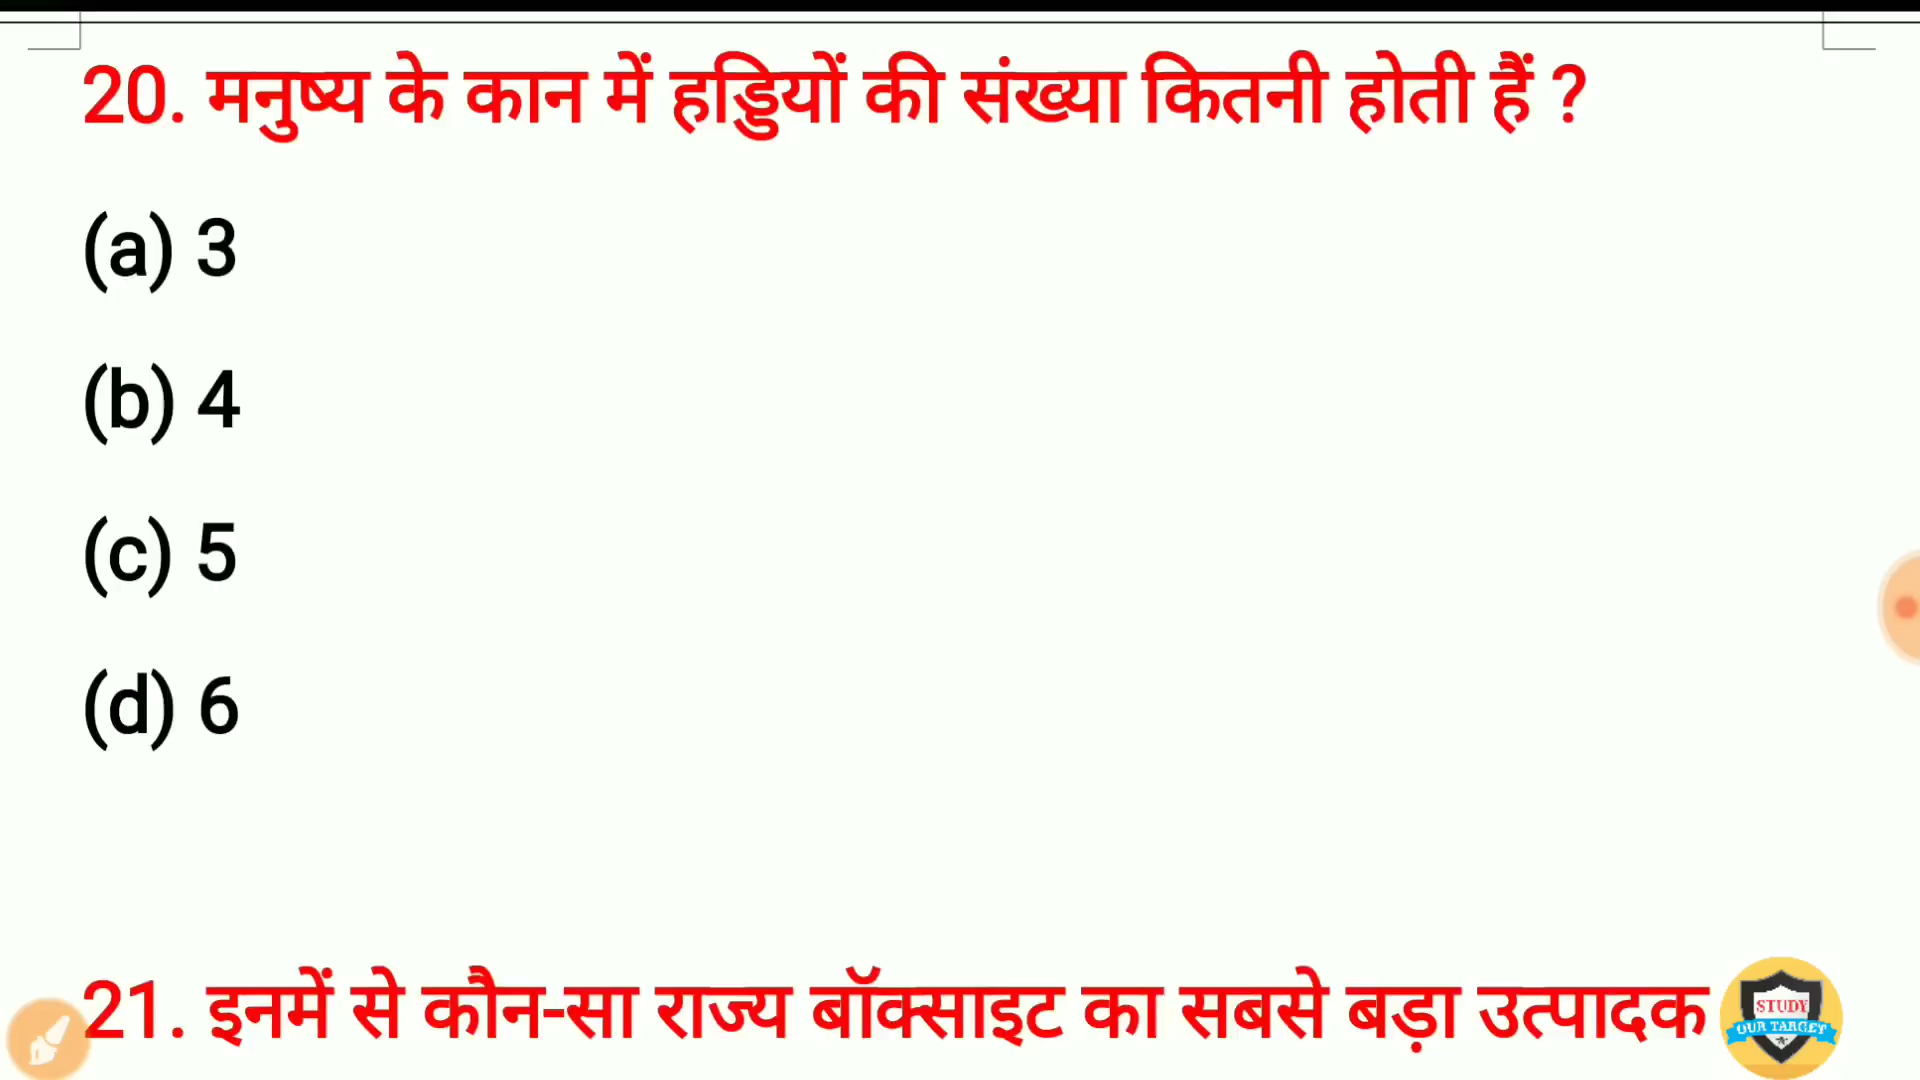 20. मनुष्य के कान में हड्डियों की संख्या कितनी होती हैं ?
(a) 3
(b) 4
(c) 5
(d) 6
21. इनमें से कौन-सा राज्य बॉक्साइट का सबसे बड़ा उत्पादक
STUDY
OUR TARGET